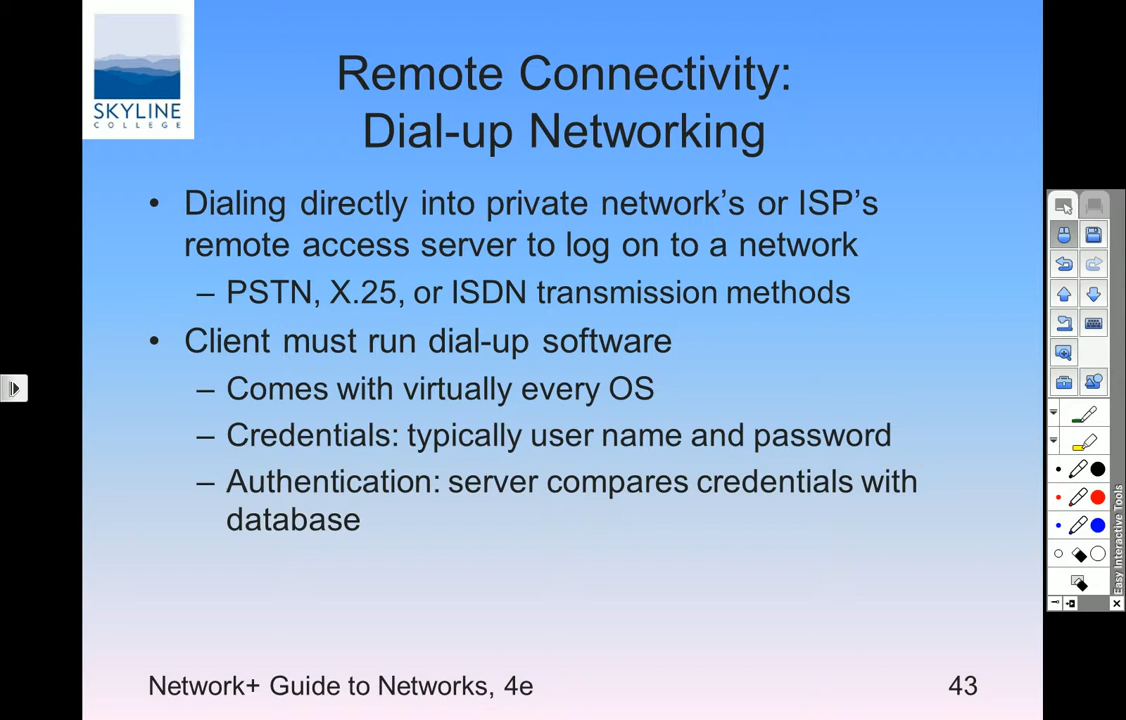 SKYLINE
COLLEGE
Remote Connectivity:
Dial-up Networking
• Dialing directly into private network’s or ISP’s
remote access server to log on to a network
– PSTN, X.25, or ISDN transmission methods
• Client must run dial-up software
– Comes with virtually every OS
– Credentials: typically user name and password
– Authentication: server compares credentials with
database
Network+ Guide to Networks, 4e
43
Easy Interactive Tools